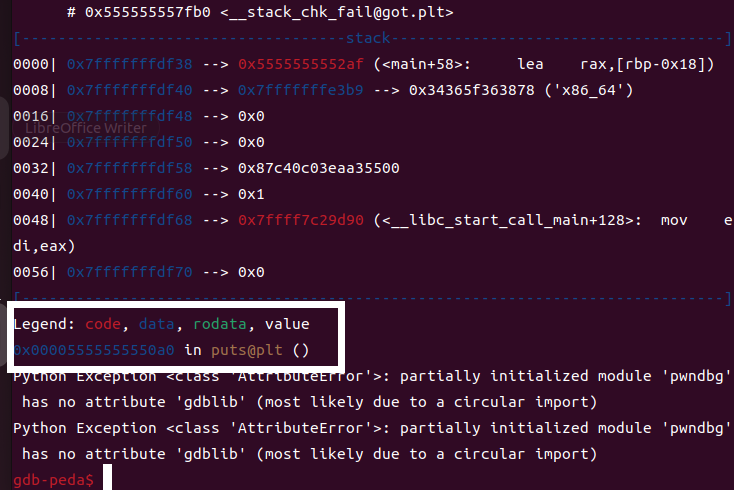 # 0x555555557fb0 <__stack_chk_fail@got.plt>
[------------------------------------stack-------------------------------------]
0000| 0x7fffffffdf38 --> 0x5555555552af (<main+58>:     lea    rax,[rbp-0x18])
0008| 0x7fffffffdf40 --> 0x7fffffffe3b9 --> 0x34365f363878 ('x86_64')
0016| 0x7fffffffdf48 --> 0x0
LibreOffice Writer
0024| 0x7fffffffdf50 --> 0x0
0032| 0x7fffffffdf58 --> 0x87c40c03eaa35500
0040| 0x7fffffffdf60 --> 0x1
0048| 0x7fffffffdf68 --> 0x7ffff7c29d90 (<__libc_start_call_main+128>:  mov    e
di,eax)
0056| 0x7fffffffdf70 --> 0x0
[------------------------------------------------------------------------------]
Legend: code, data, rodata, value
0x00005555555550a0 in puts@plt ()
Python Exception <class 'AttributeError'>: partially initialized module 'pwndbg'
has no attribute 'gdblib' (most likely due to a circular import)
Python Exception <class 'AttributeError'>: partially initialized module 'pwndbg'
has no attribute 'gdblib' (most likely due to a circular import)
gdb-peda$